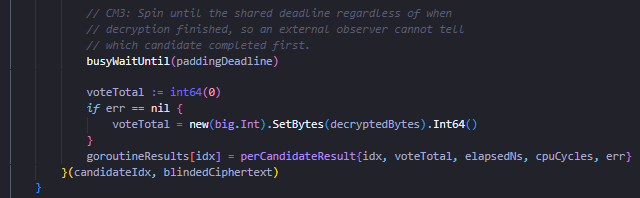 // CM3: Spin until the shared deadline regardless of when
// decryption finished, so an external observer cannot tell
// which candidate completed first.
busyWaitUntil(paddingDeadline)
voteTotal := int64(0)
if err == nil {
voteTotal = new(big.Int).SetBytes(decryptedBytes).Int64()
}
goroutineResults[idx] = perCandidateResult{idx, voteTotal, elapsedNs, cpuCycles, err}
}(candidateIdx, blindedCiphertext)
}